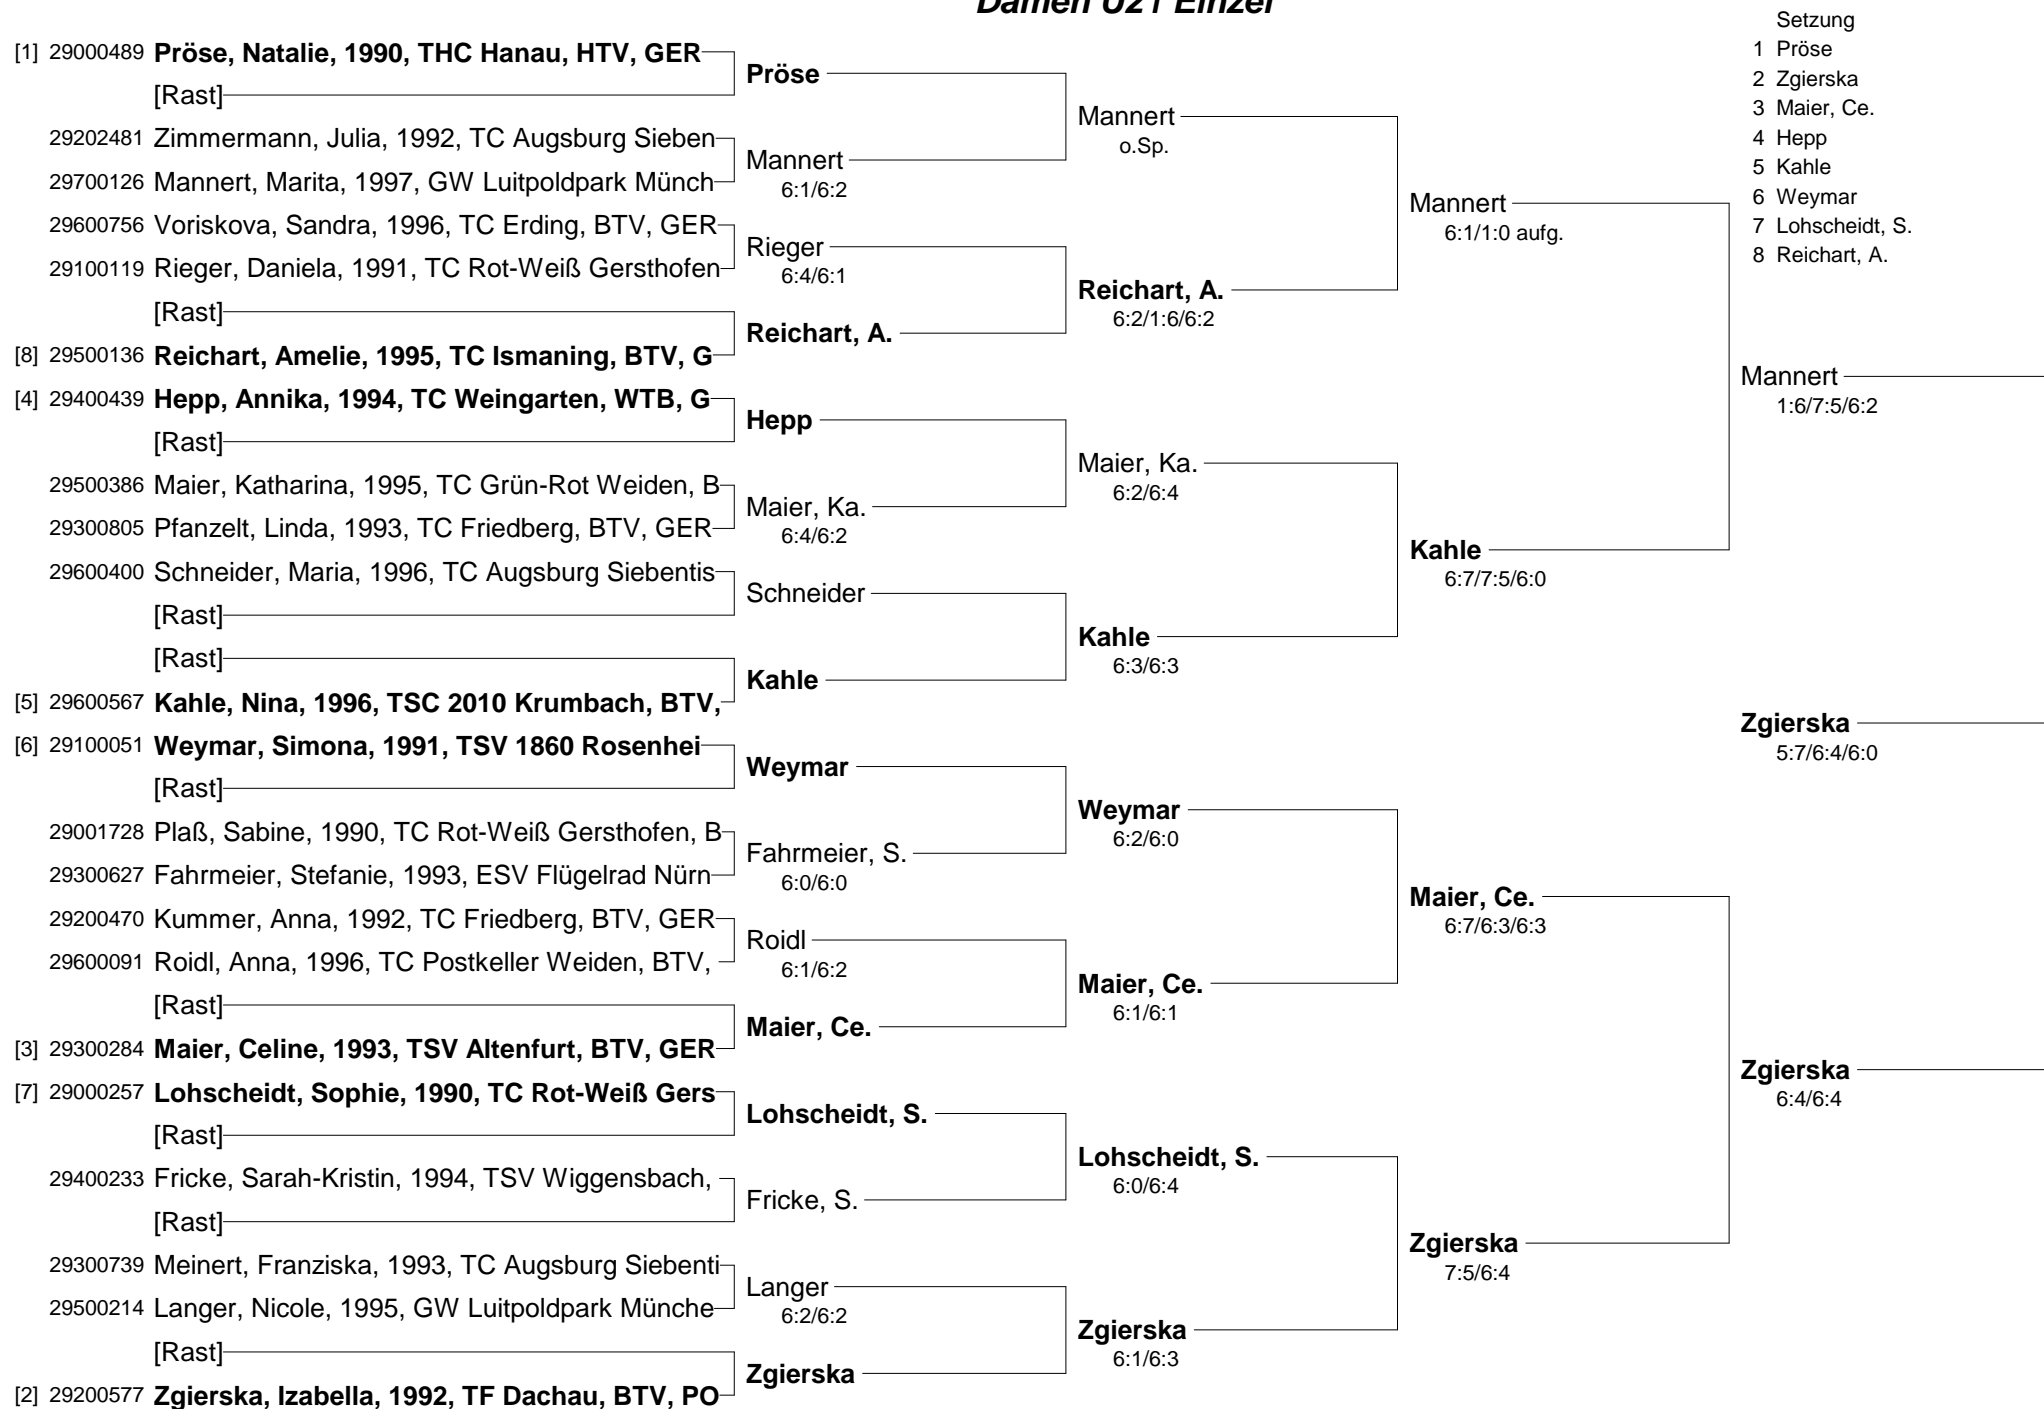 Damen U21 Einzel
Setzung
1 Pröse
2 Zgierska
3 Maier, Ce.
4 Hepp
5 Kahle
6 Weymar
7 Lohscheidt, S.
8 Reichart, A.
[1] 29000489 Pröse, Natalie, 1990, THC Hanau, HTV, GER
[Rast]
29202481 Zimmermann, Julia, 1992, TC Augsburg Sieben
29700126 Mannert, Marita, 1997, GW Luitpoldpark Münch
29600756 Voriskova, Sandra, 1996, TC Erding, BTV, GER
29100119 Rieger, Daniela, 1991, TC Rot-Weiß Gersthofen
[Rast]
[8] 29500136 Reichart, Amelie, 1995, TC Ismaning, BTV, G
[4] 29400439 Hepp, Annika, 1994, TC Weingarten, WTB, G
[Rast]
29500386 Maier, Katharina, 1995, TC Grün-Rot Weiden, B
29300805 Pfanzelt, Linda, 1993, TC Friedberg, BTV, GER
29600400 Schneider, Maria, 1996, TC Augsburg Siebentis
[Rast]
[Rast]
[5] 29600567 Kahle, Nina, 1996, TSC 2010 Krumbach, BTV,
[6] 29100051 Weymar, Simona, 1991, TSV 1860 Rosenhei
[Rast]
29001728 Plaß, Sabine, 1990, TC Rot-Weiß Gersthofen, B
29300627 Fahrmeier, Stefanie, 1993, ESV Flügelrad Nürn
29200470 Kummer, Anna, 1992, TC Friedberg, BTV, GER
29600091 Roidl, Anna, 1996, TC Postkeller Weiden, BTV,
[Rast]
[3] 29300284 Maier, Celine, 1993, TSV Altenfurt, BTV, GER
[7] 29000257 Lohscheidt, Sophie, 1990, TC Rot-Weiß Gers
[Rast]
29400233 Fricke, Sarah-Kristin, 1994, TSV Wiggensbach,
[Rast]
29300739 Meinert, Franziska, 1993, TC Augsburg Siebenti
29500214 Langer, Nicole, 1995, GW Luitpoldpark Münche
[Rast]
[2] 29200577 Zgierska, Izabella, 1992, TF Dachau, BTV, PO
Pröse
Mannert
6:1/6:2
Rieger
6:4/6:1
Reichart, A.
Hepp
Maier, Ka.
6:4/6:2
Schneider
Kahle
Weymar
Fahrmeier, S.
6:0/6:0
Roidl
6:1/6:2
Maier, Ce.
Lohscheidt, S.
Fricke, S.
Langer
6:2/6:2
Zgierska
Mannert
o.Sp.
Reichart, A.
6:2/1:6/6:2
Maier, Ka.
6:2/6:4
Kahle
6:3/6:3
Weymar
6:2/6:0
Maier, Ce.
6:1/6:1
Lohscheidt, S.
6:0/6:4
Zgierska
6:1/6:3
Mannert
6:1/1:0 aufg.
Kahle
6:7/7:5/6:0
Maier, Ce.
6:7/6:3/6:3
Zgierska
7:5/6:4
Mannert
1:6/7:5/6:2
Zgierska
5:7/6:4/6:0
Zgierska
6:4/6:4